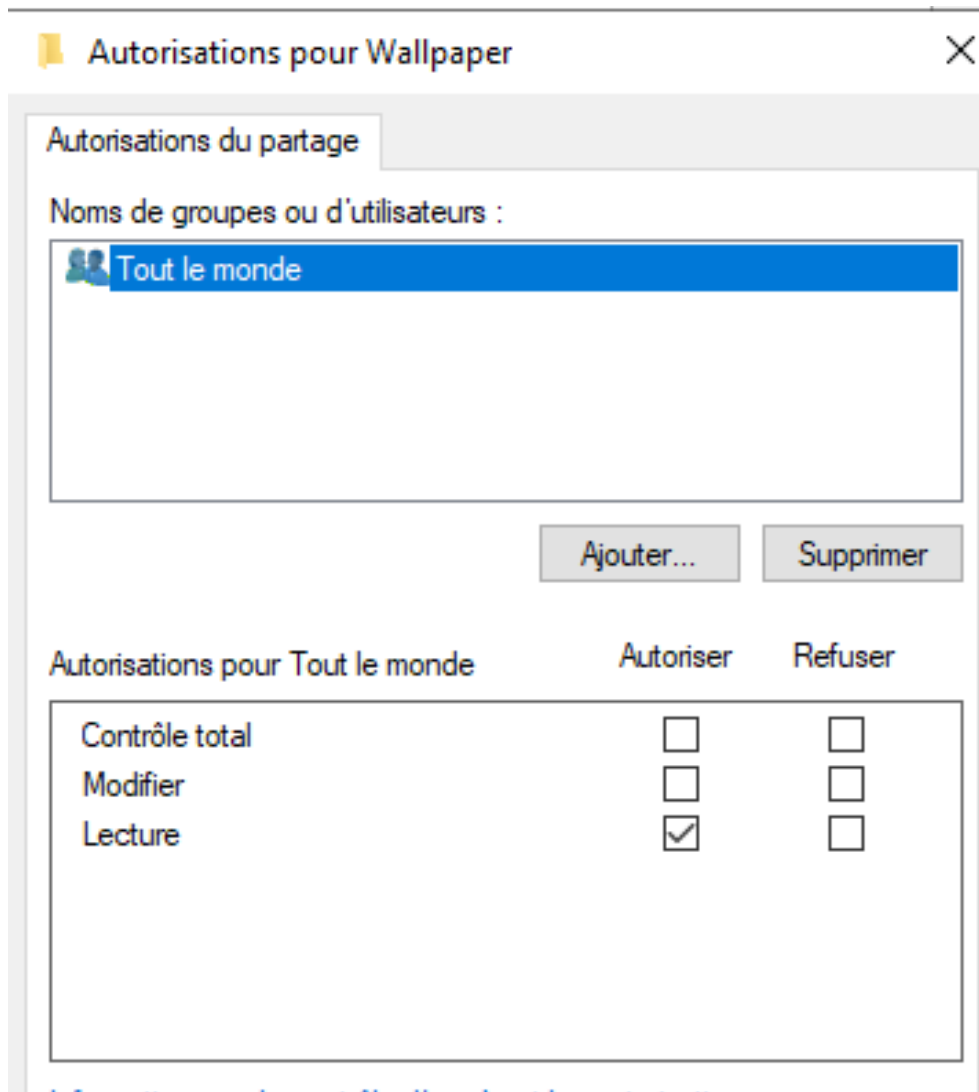 Autorisations pour Wallpaper
Autorisations du partage
Noms de groupes ou d'utilisateurs :
Tout le monde
Ajouter...
Supprimer
Autorisations pour Tout le monde Autoriser Refuser
Contrôle total
Modifier
Lecture